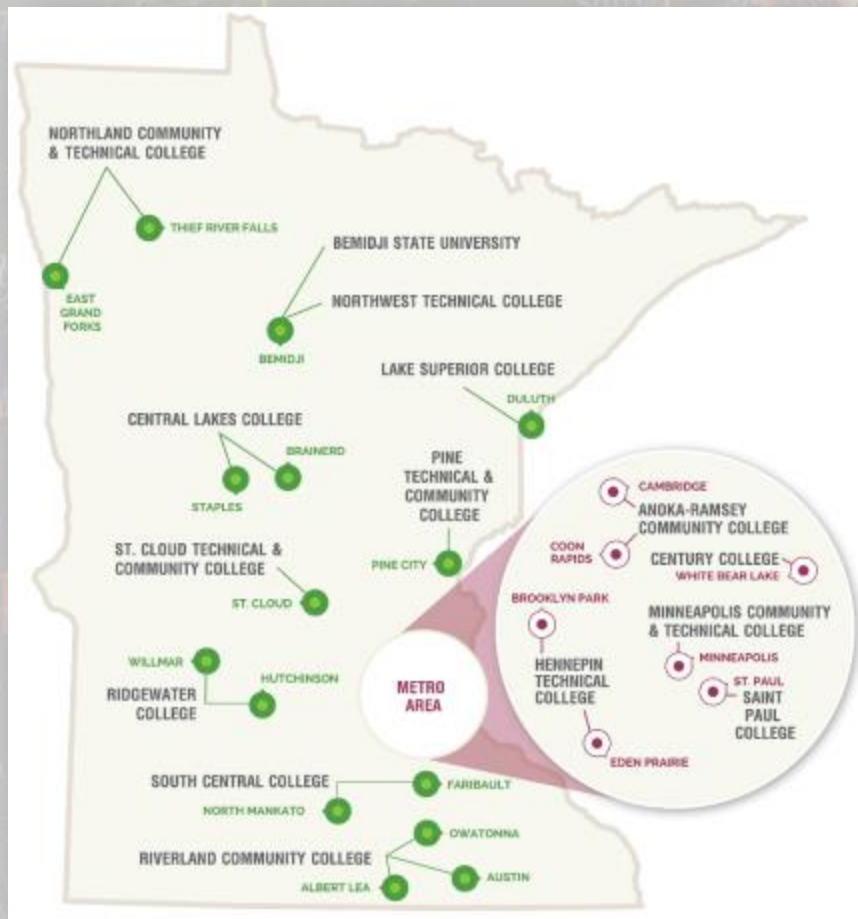 NORTHLAND COMMUNITY
& TECHNICAL COLLEGE
THIEF RIVER FALLS
EAST
GRAND
FORKS
BEMIDJI STATE UNIVERSITY
NORTHWEST TECHNICAL COLLEGE
BEMIDJI
LAKE SUPERIOR COLLEGE
DULUTH
CENTRAL LAKES COLLEGE
BRAINERD
STAPLES
PINE
TECHNICAL &
COMMUNITY
COLLEGE
PINE CITY
ST. CLOUD TECHNICAL &
COMMUNITY COLLEGE
ST. CLOUD
WILLMAR
HUTCHINSON
RIDGEWATER
COLLEGE
METRO
AREA
CAMBRIDGE
ANOKA-RAMSEY
COMMUNITY COLLEGE
COON
RAPIDS
CENTURY COLLEGE
WHITE BEAR LAKE
BROOKLYN PARK
MINNEAPOLIS COMMUNITY
& TECHNICAL COLLEGE
MINNEAPOLIS
HENNEPIN
TECHNICAL
COLLEGE
ST. PAUL
SAINT
PAUL
COLLEGE
EDEN PRAIRIE
SOUTH CENTRAL COLLEGE
FARIBAULT
NORTH MANKATO
OWATONNA
RIVERLAND COMMUNITY COLLEGE
AUSTIN
ALBERT LEA